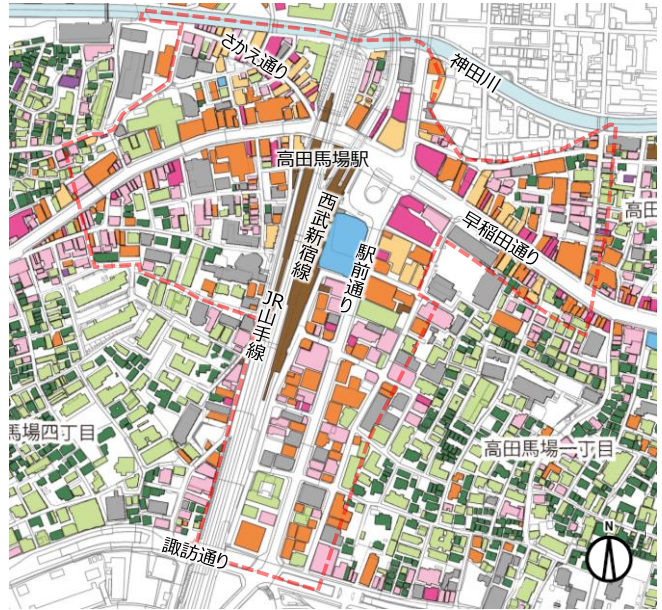 さかえ通り
神田川
高田馬場駅
西武新宿線
駅前通り
早稲田通り
高田
JR山手線
馬場四丁目
高田馬場一丁目
諏訪通り
N